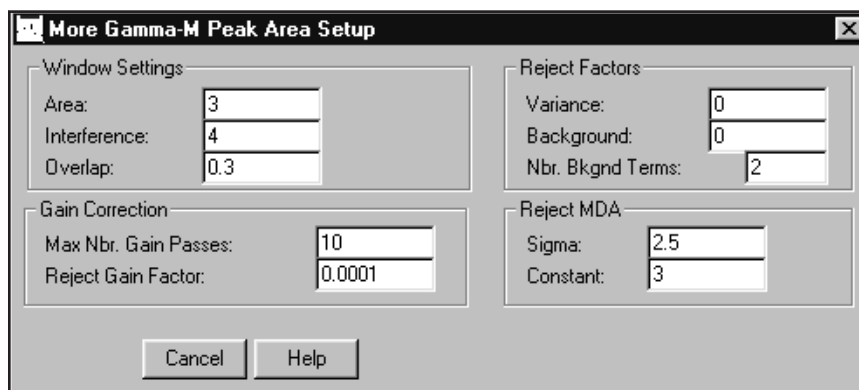 More Gamma-M Peak Area Setup
Window Settings
Area: 3
Interference: 4
Overlap: 0.3
Reject Factors
Variance: 0
Background: 0
Nbr. Bkgnd Terms: 2
Gain Correction
Max Nbr. Gain Passes: 10
Reject Gain Factor: 0.0001
Reject MDA
Sigma: 2.5
Constant: 3
Cancel Help